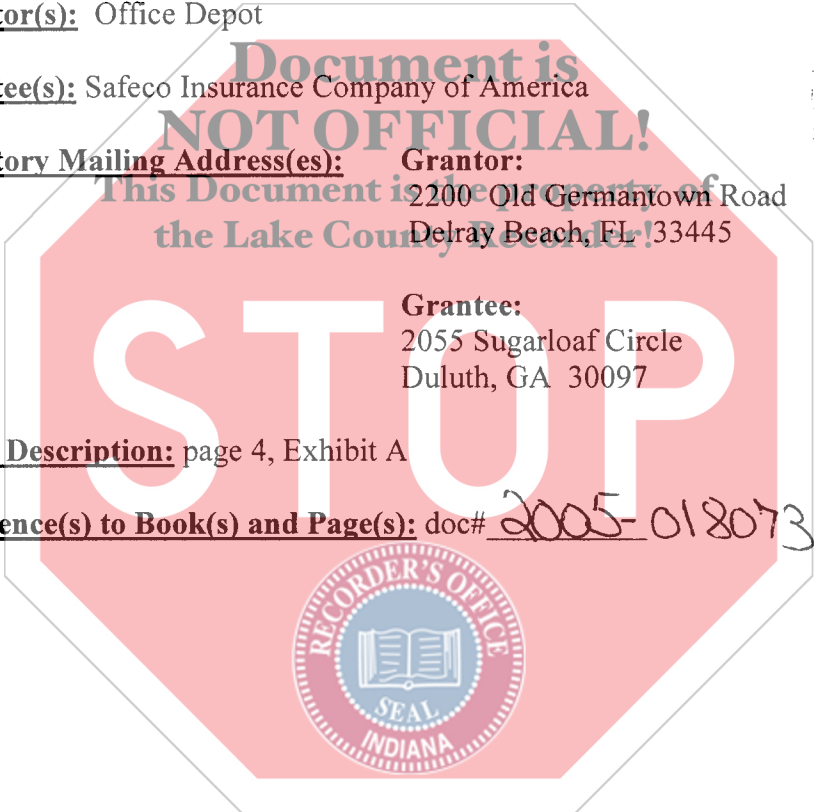 tor(s): Office Depot
Document is
tee(s): Safeco Insurance Company of America
NOT OFFICIAL!
tory Mailing Address(es): Grantor:
This Document is the property of
2200 Old Germantown Road
the Lake County Recorder!
Delray Beach, FL 33445
Grantee:
2055 Sugarloaf Circle
Duluth, GA 30097
STOP
Description: page 4, Exhibit A
ence(s) to Book(s) and Page(s): doc# 2005-018073
RECORDER'S OFFICE
SEAL
INDIANA